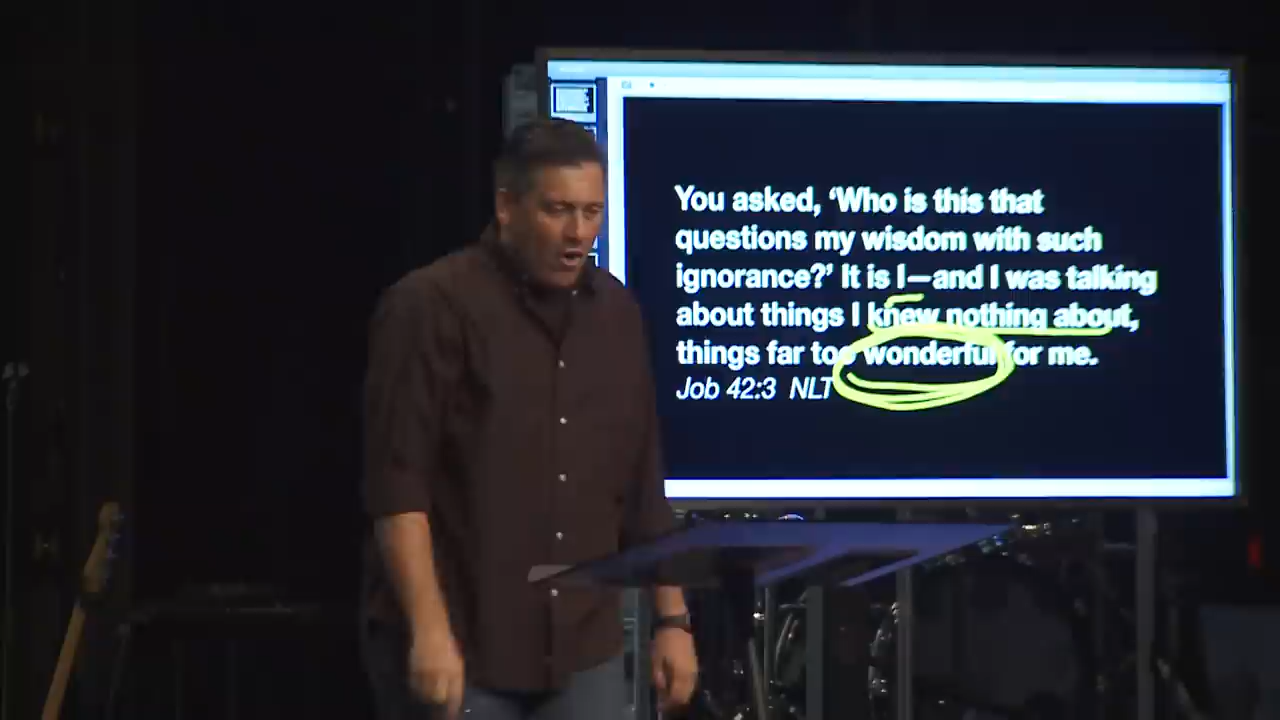 You asked, ‘Who is this that
questions my wisdom with such
ignorance?’ It is I—and I was talking
about things I knew nothing about,
things far too wonderful for me.
Job 42:3 NLT